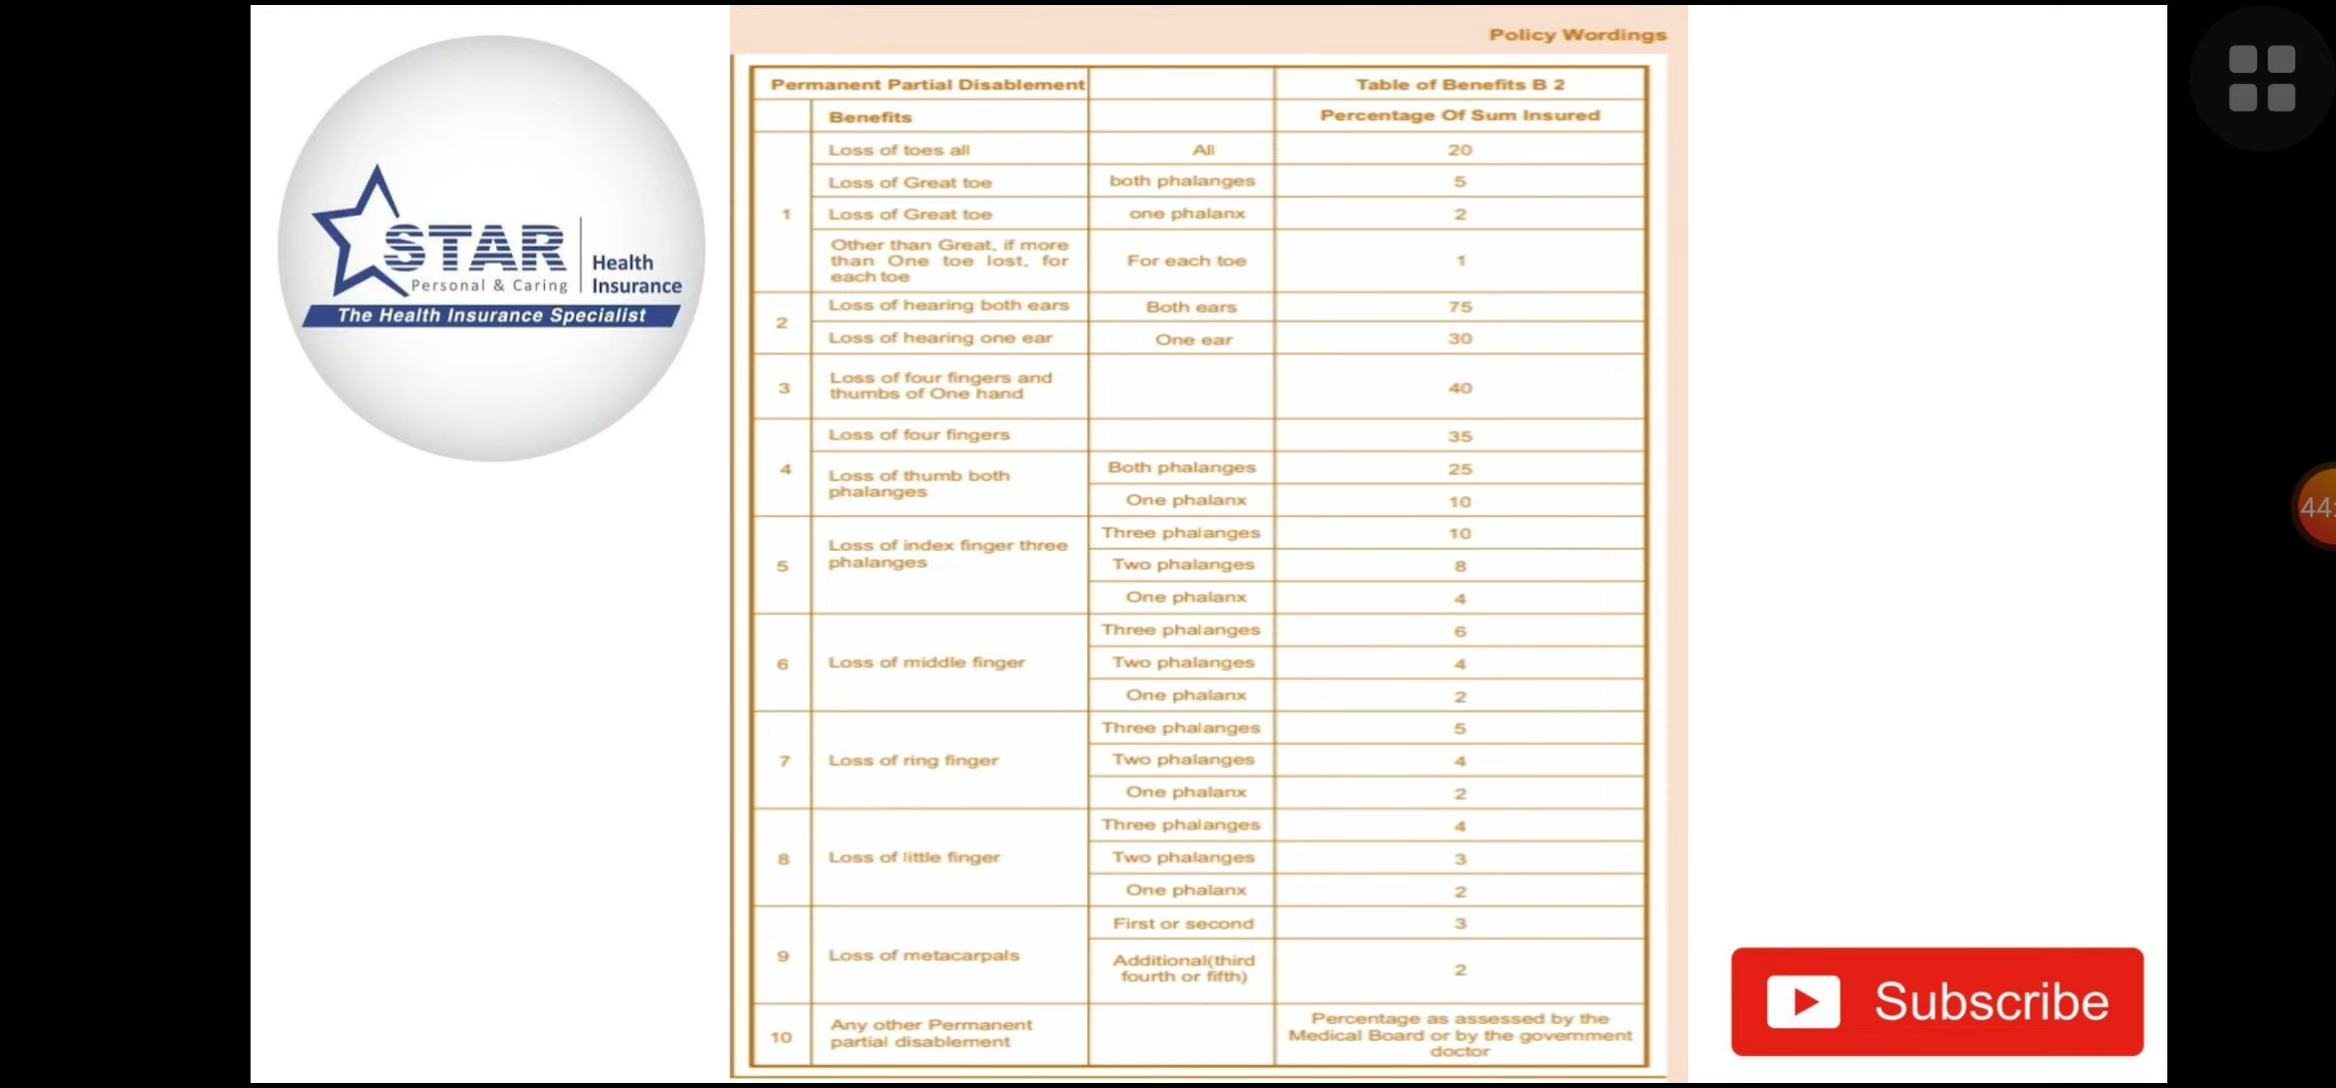 Policy Wordings
STAR
Health
Personal & Caring
Insurance
The Health Insurance Specialist
Permanent Partial Disablement Table of Benefits B 2
Benefits Percentage Of Sum Insured
1
Loss of toes all All 20
Loss of Great toe both phalanges 5
Loss of Great toe one phalanx 2
Other than Great, if more
than One toe lost, for
each toe
For each toe 1
2
Loss of hearing both ears Both ears 75
Loss of hearing one ear One ear 30
3
Loss of four fingers and
thumbs of One hand
40
4
Loss of four fingers 35
Loss of thumb both
phalanges
Both phalanges 25
One phalanx 10
5
Loss of index finger three
phalanges
Three phalanges 10
Two phalanges 8
One phalanx 4
6 Loss of middle finger
Three phalanges 6
Two phalanges 4
One phalanx 2
7 Loss of ring finger
Three phalanges 5
Two phalanges 4
One phalanx 2
8 Loss of little finger
Three phalanges 4
Two phalanges 3
One phalanx 2
9 Loss of metacarpals
First or second 3
Additional(third
fourth or fifth)
2
10
Any other Permanent
partial disablement
Percentage as assessed by the
Medical Board or by the government
doctor
Subscribe
44: